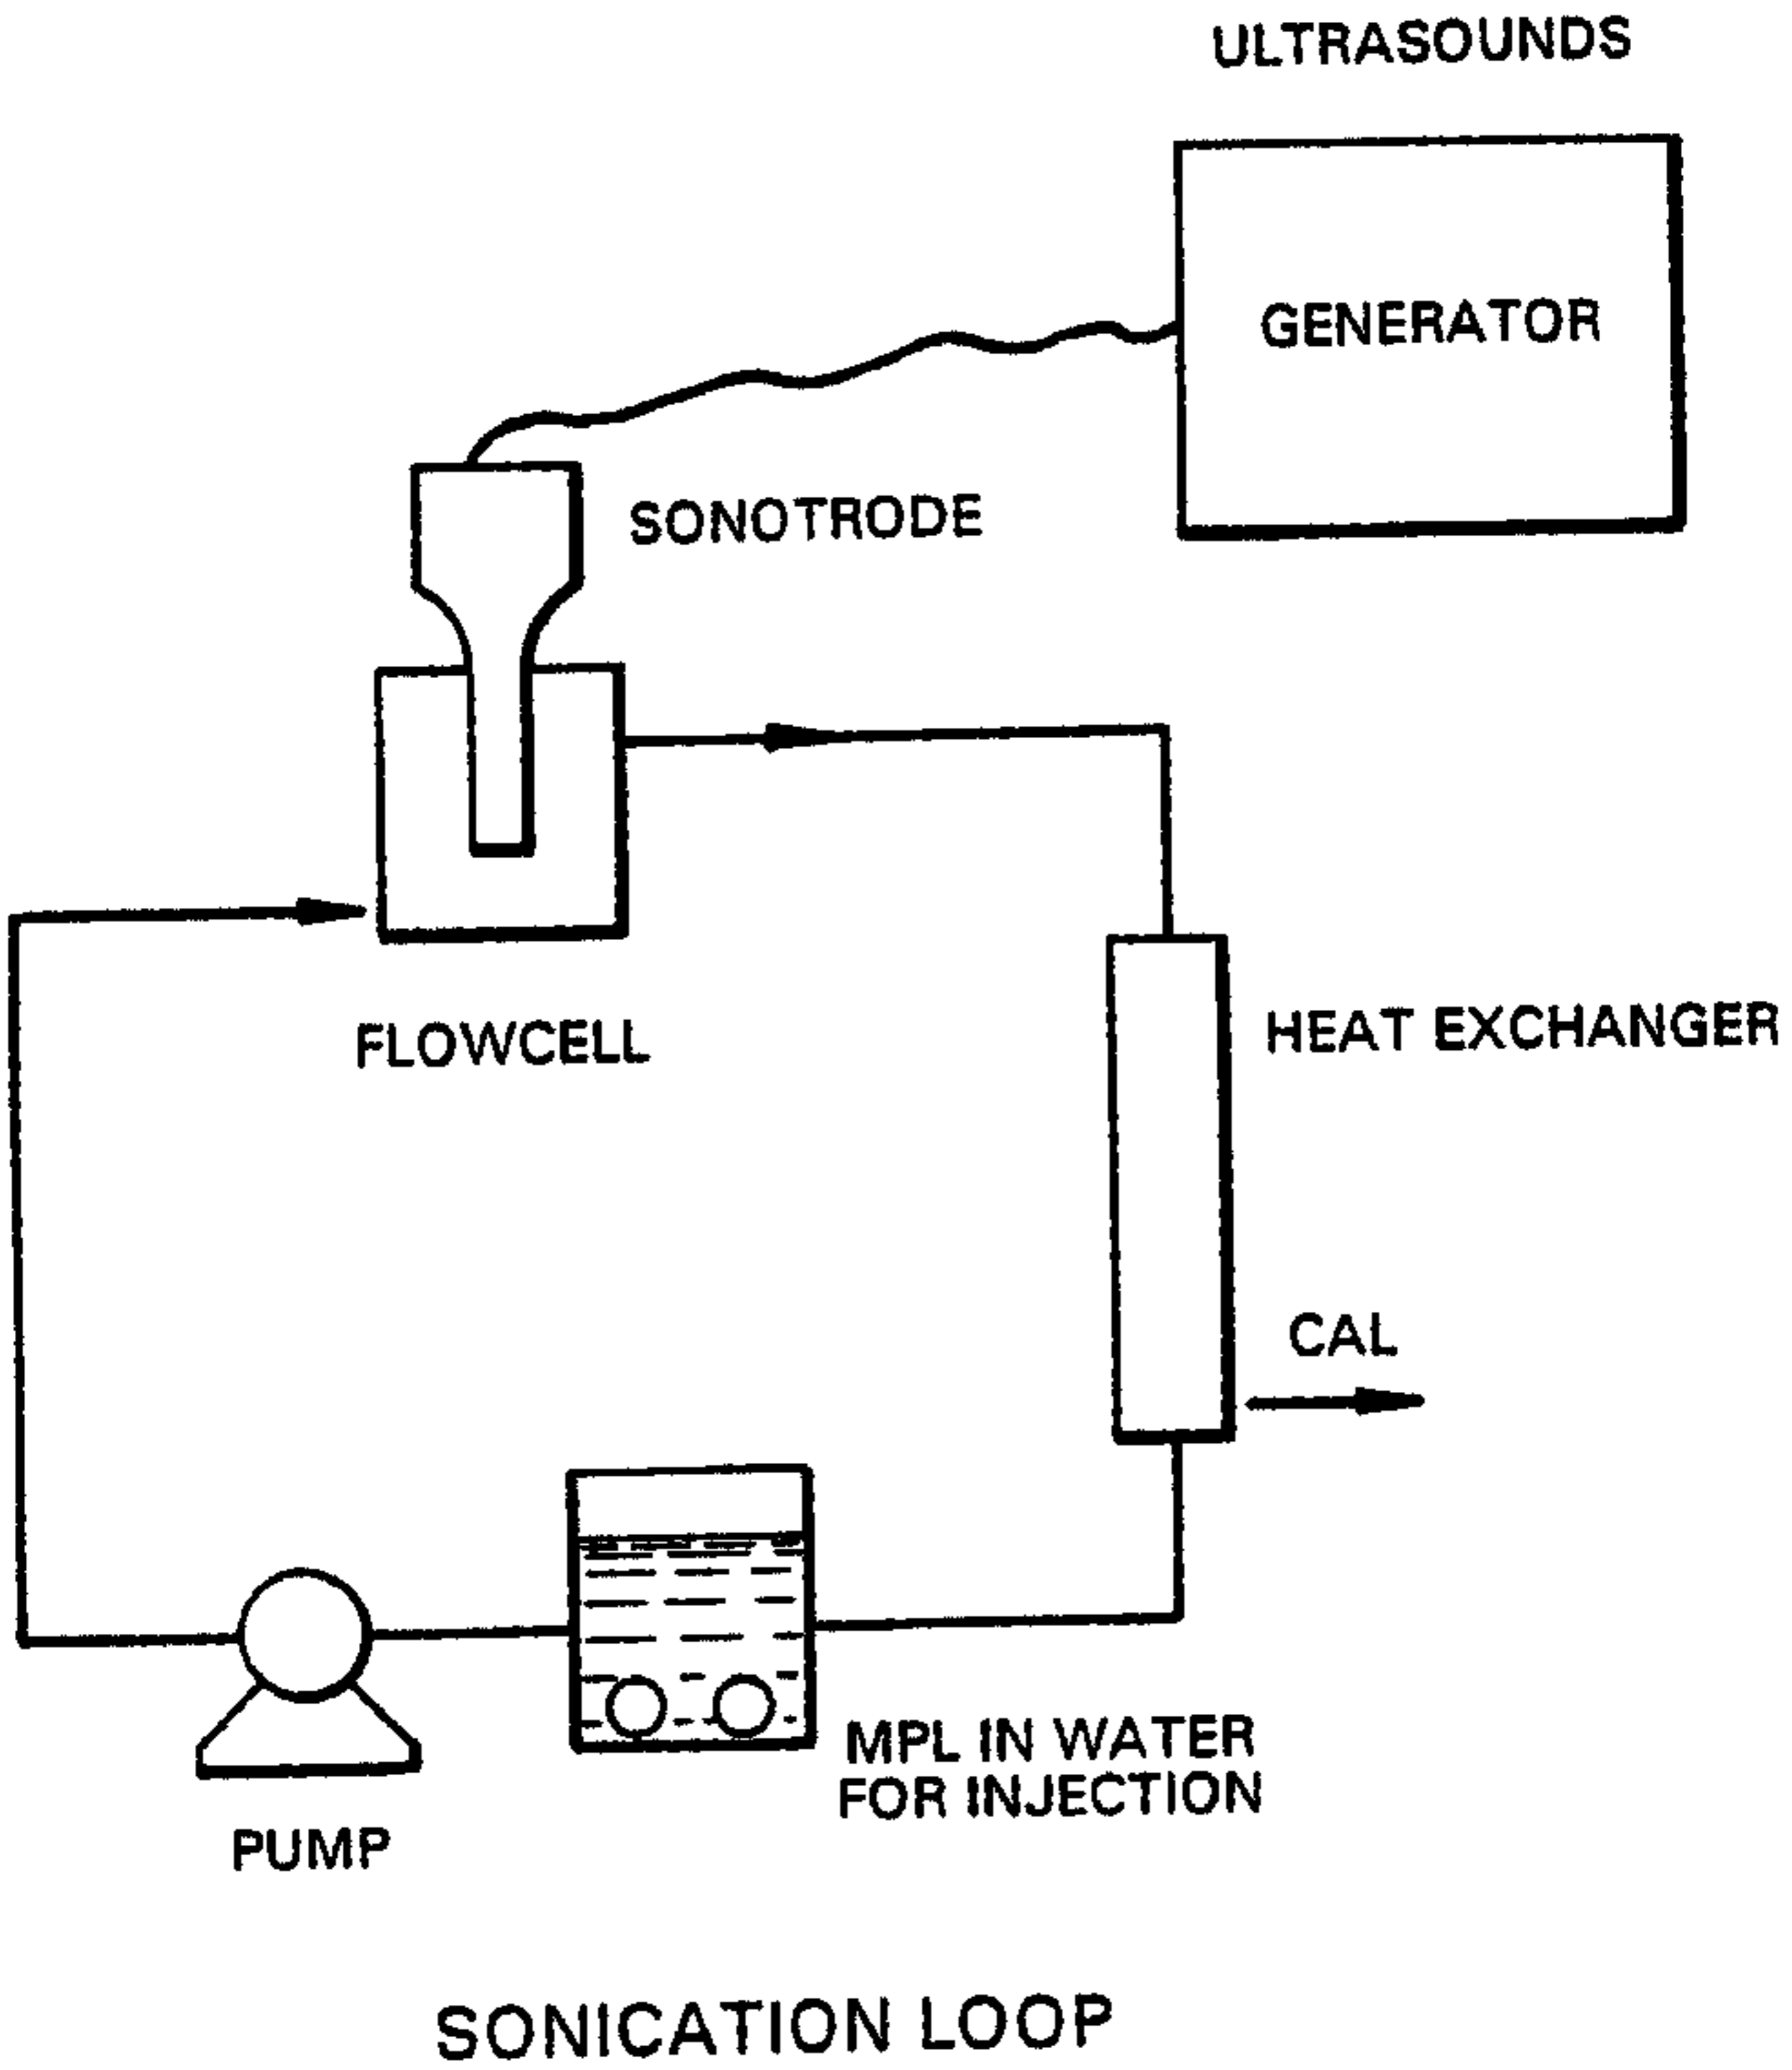 ULTRASOUNDS
GENERATOR
SONOTRODE
FLOWCELL
HEAT EXCHANGER
CAL
MPL IN WATER
FOR INJECTION
PUMP
SONICATION LOOP